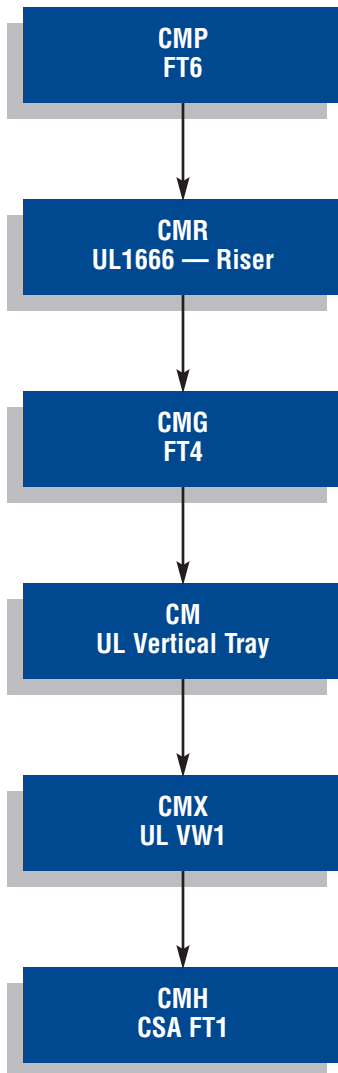 CMP
FT6
CMR
UL1666 — Riser
CMG
FT4
CM
UL Vertical Tray
CMX
UL VW1
CMH
CSA FT1